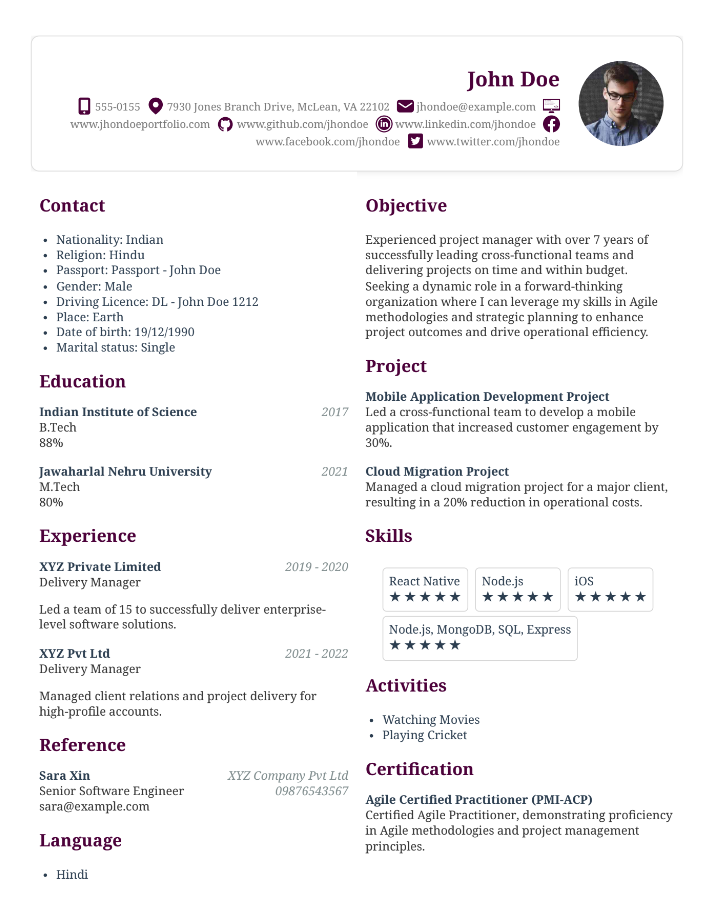 John Doe
555-0155 7930 Jones Branch Drive, McLean, VA 22102 jhondoe@example.com
www.jhondoeportfolio.com www.github.com/jhondoe www.linkedin.com/jhondoe
www.facebook.com/jhondoe www.twitter.com/jhondoe
Contact
• Nationality: Indian
• Religion: Hindu
• Passport: Passport - John Doe
• Gender: Male
• Driving Licence: DL - John Doe 1212
• Place: Earth
• Date of birth: 19/12/1990
• Marital status: Single
Education
Indian Institute of Science 2017
B.Tech
88%
Jawaharlal Nehru University 2021
M.Tech
80%
Experience
XYZ Private Limited 2019 - 2020
Delivery Manager
Led a team of 15 to successfully deliver enterprise-
level software solutions.
XYZ Pvt Ltd 2021 - 2022
Delivery Manager
Managed client relations and project delivery for
high-profile accounts.
Reference
Sara Xin XYZ Company Pvt Ltd
Senior Software Engineer 09876543567
sara@example.com
Language
• Hindi
Objective
Experienced project manager with over 7 years of
successfully leading cross-functional teams and
delivering projects on time and within budget.
Seeking a dynamic role in a forward-thinking
organization where I can leverage my skills in Agile
methodologies and strategic planning to enhance
project outcomes and drive operational efficiency.
Project
Mobile Application Development Project
Led a cross-functional team to develop a mobile
application that increased customer engagement by
30%.
Cloud Migration Project
Managed a cloud migration project for a major client,
resulting in a 20% reduction in operational costs.
Skills
React Native Node.js iOS
★★★★★ ★★★★★ ★★★★★
Node.js, MongoDB, SQL, Express
★★★★★
Activities
• Watching Movies
• Playing Cricket
Certification
Agile Certified Practitioner (PMI-ACP)
Certified Agile Practitioner, demonstrating proficiency
in Agile methodologies and project management
principles.